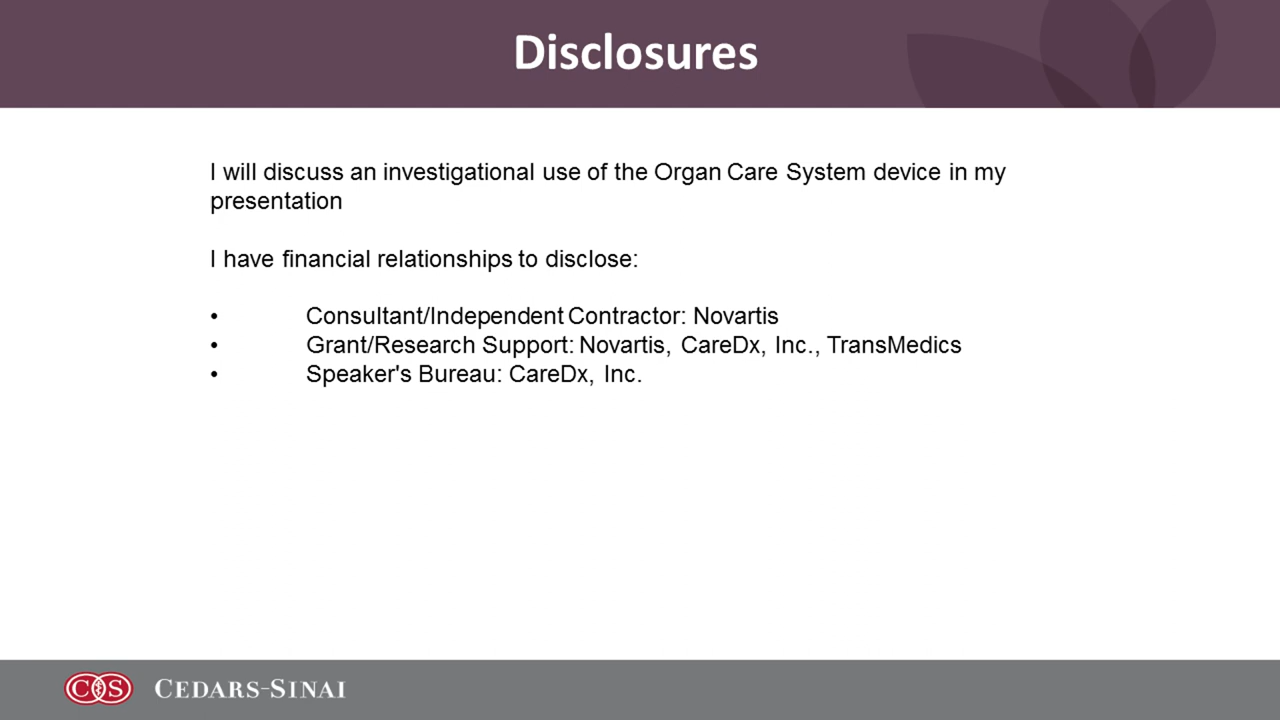 Disclosures
I will discuss an investigational use of the Organ Care System device in my
presentation
I have financial relationships to disclose:
• Consultant/Independent Contractor: Novartis
• Grant/Research Support: Novartis, CareDx, Inc., TransMedics
• Speaker's Bureau: CareDx, Inc.
CS CEDARS-SINAI